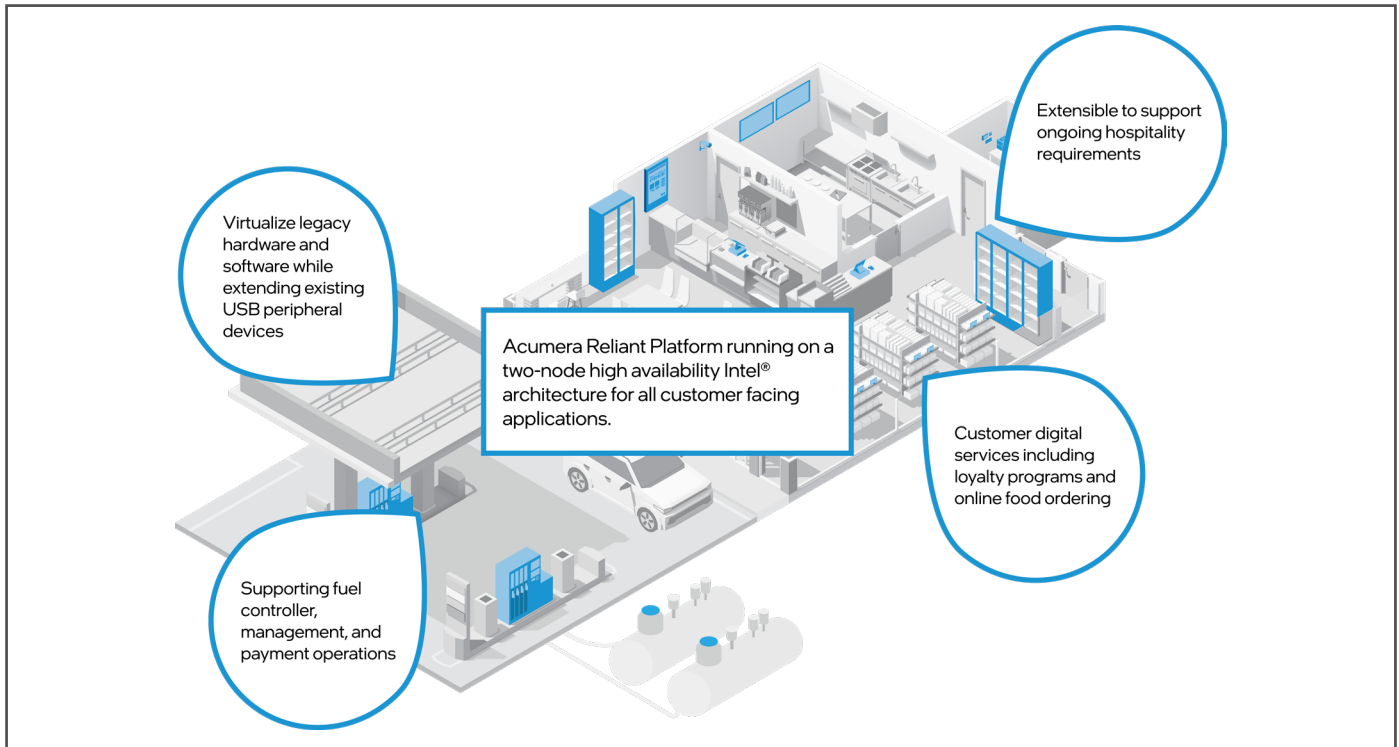 Extensible to support
ongoing hospitality
requirements
Virtualize legacy
hardware and
software while
extending existing
USB peripheral
devices
Acumera Reliant Platform running on a
two-node high availability Intel®
architecture for all customer facing
applications.
Customer digital
services including
loyalty programs and
online food ordering
Supporting fuel
controller,
management, and
payment operations